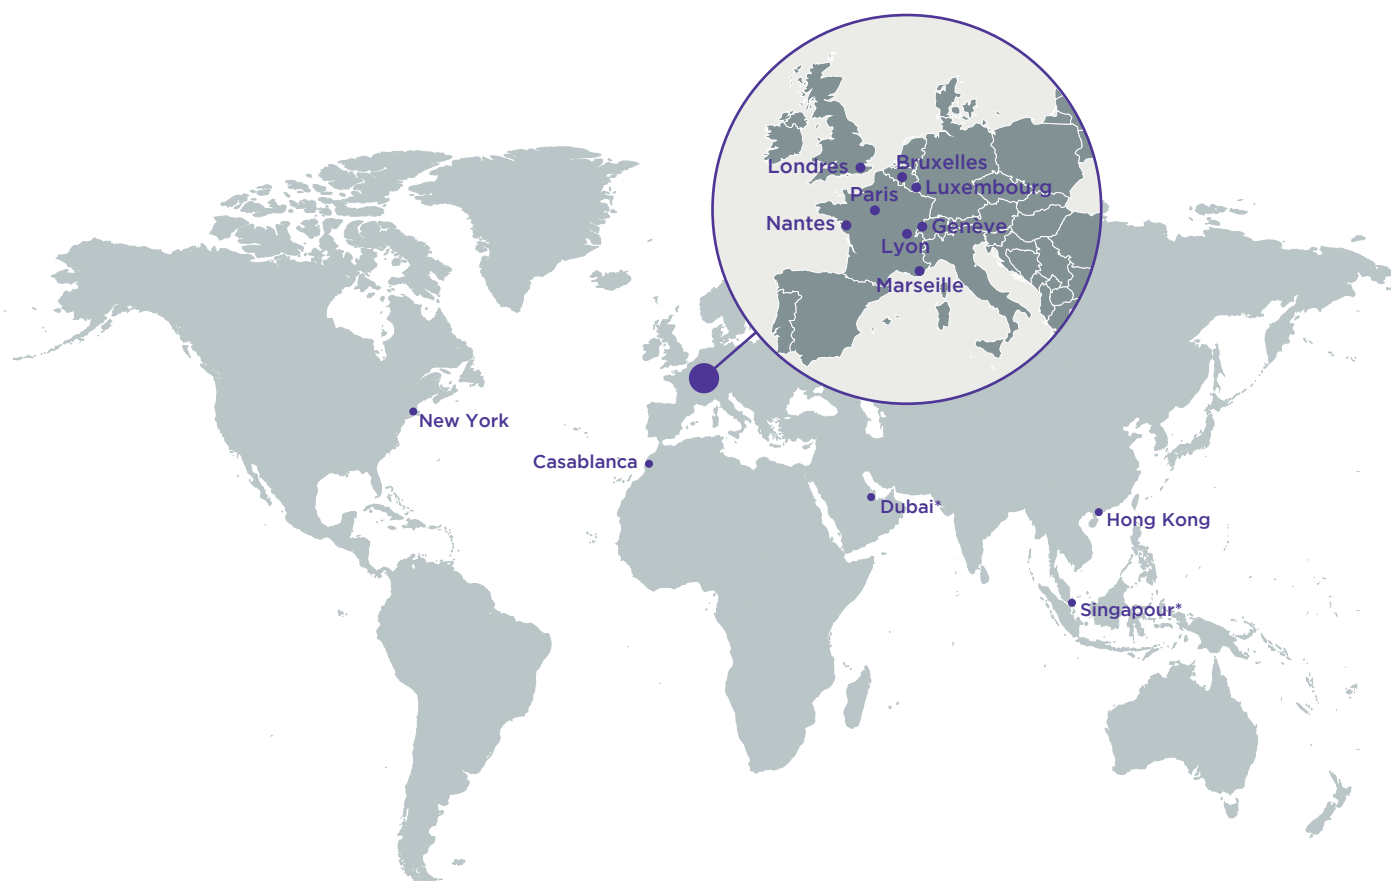 Londres
Bruxelles
Luxembourg
Paris
Nantes
Genève
Lyon
Marseille
New York
Casablanca
Dubai*
Hong Kong
Singapour*